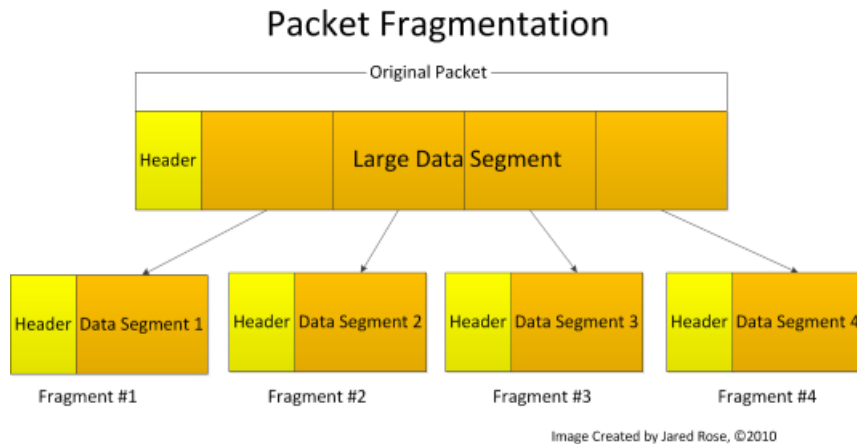 Packet Fragmentation
Original Packet
Header
Large Data Segment
Header
Data Segment 1
Header
Data Segment 2
Header
Data Segment 3
Header
Data Segment 4
Fragment #1
Fragment #2
Fragment #3
Fragment #4
Image Created by Jared Rose, ©2010